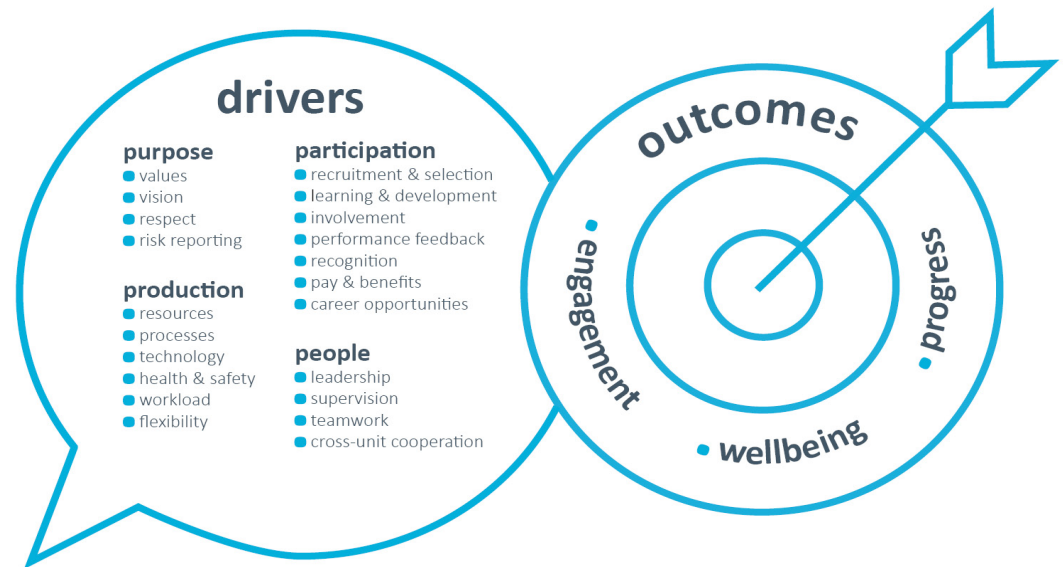 drivers
purpose
values
vision
respect
risk reporting
production
resources
processes
technology
health & safety
workload
flexibility
participation
recruitment & selection
learning & development
involvement
performance feedback
recognition
pay & benefits
career opportunities
people
leadership
supervision
teamwork
cross-unit cooperation
outcomes
engagement
wellbeing
progress